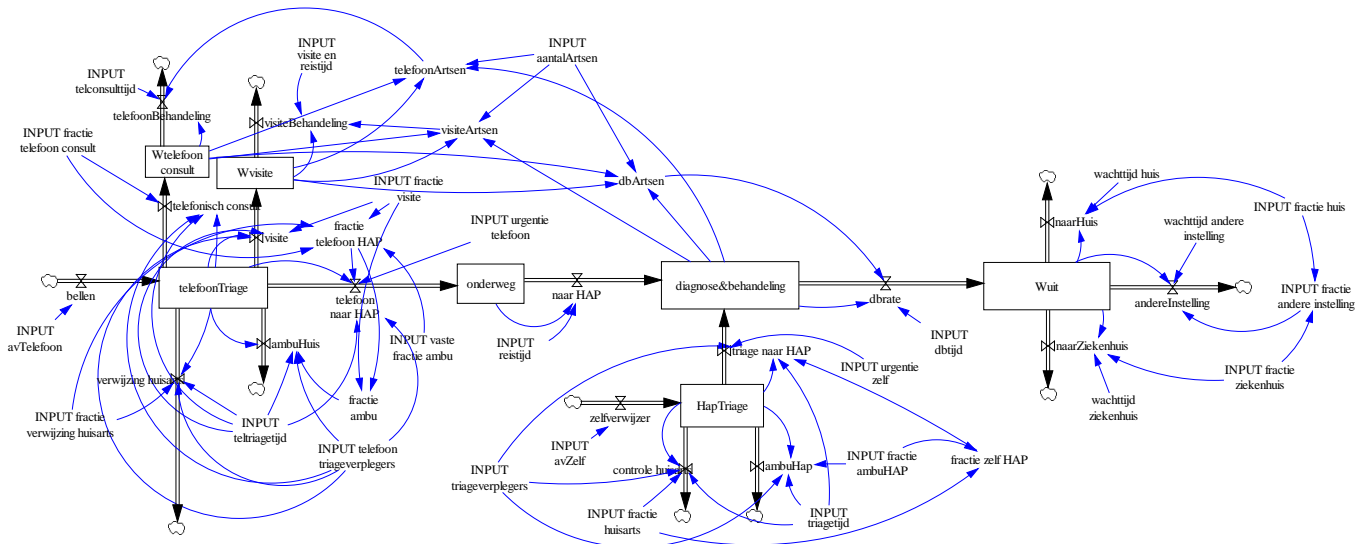 INPUT
telconsulttijd
INPUT
visite en
reistijd
INPUT
aantalArtsen
telefoonArtsen
telefoonBehandeling
visiteBehandeling
visiteArtsen
INPUT fractie
telefoon consult
Wtelefoon
consult
Wvisite
dbArtsen
INPUT fractie
visite
wachttijd huis
INPUT fractie huis
telefonisch consult
visite
fractie
telefoon HAP
INPUT urgentie
telefoon
naarHuis
wachttijd andere
instelling
bellen
telefoonTriage
telefoon
naar HAP
onderweg
naar HAP
diagnose&behandeling
dbrate
Wuit
andereInstelling
INPUT fractie
andere instelling
INPUT
avTelefoon
ambuHuis
INPUT vaste
fractie ambu
INPUT
reistijd
INPUT
dbtijd
triage naar HAP
naarZiekenhuis
INPUT urgentie
zelf
INPUT fractie
ziekenhuis
verwijzing huisarts
fractie
ambu
wachttijd
ziekenhuis
INPUT fractie
verwijzing huisarts
INPUT
teltriagetijd
zelfverwijzer
HapTriage
INPUT telefoon
triageverplegers
INPUT
avZelf
INPUT
triageverplegers
controle huisarts
ambuHap
INPUT fractie
ambuHAP
fractie zelf HAP
INPUT fractie
huisarts
INPUT
triagetijd